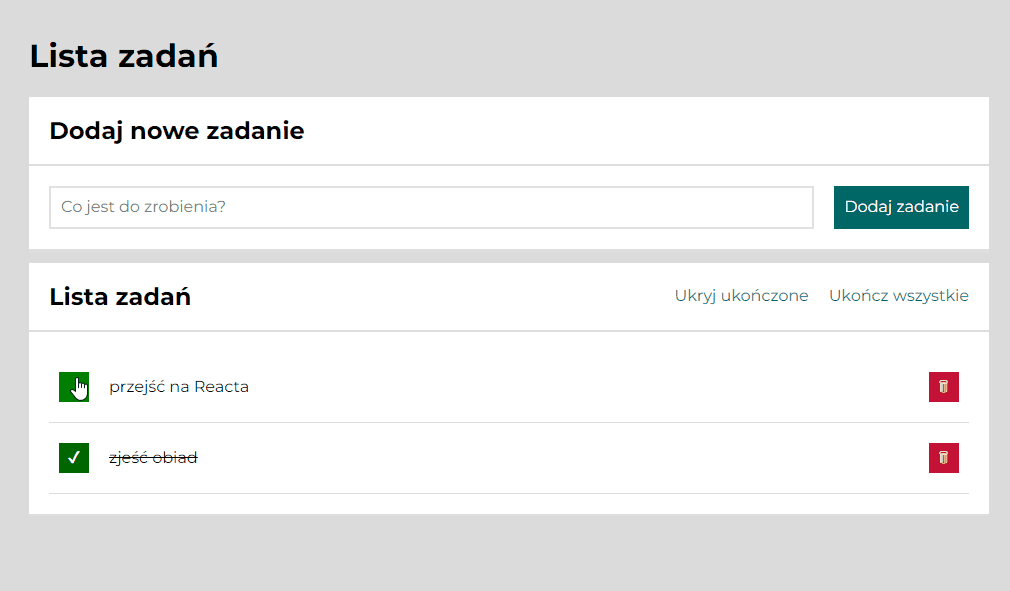 Lista zadań
Dodaj nowe zadanie
Co jest do zrobienia?
Dodaj zadanie
Lista zadań
Ukryj ukończone
Ukończ wszystkie
przejść na Reacta
zjeść obiad